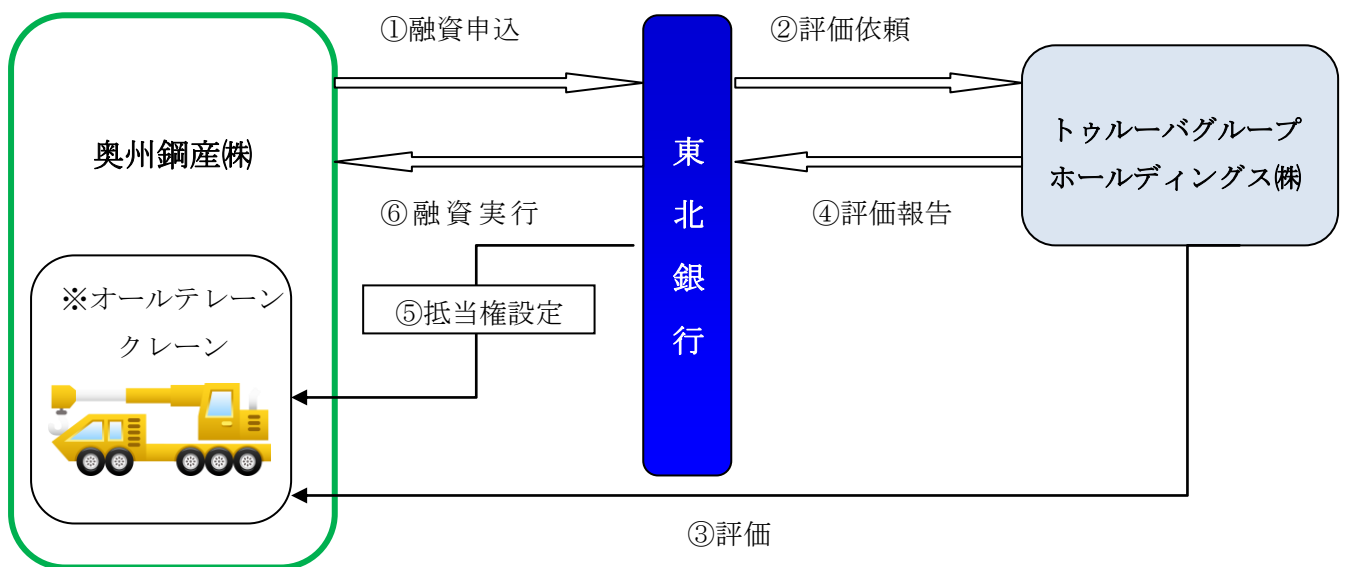 ①融資申込
②評価依頼
奥州鋼産㈱
東北銀行
トゥルーバグループ
ホールディングス㈱
⑥融資実行
④評価報告
※オールテレーン
クレーン
⑤抵当権設定
③評価